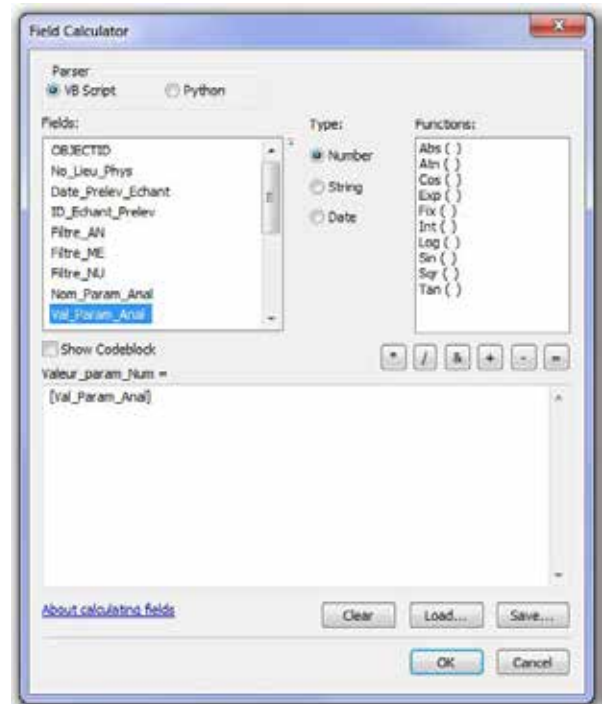 Field Calculator
Parser
VB Script Python
Fields: Type: Functions:
OBJECTID
No_Lieu_Phys
Date_Prelev_Echant
ID_Echant_Prelev
Filtre_AN
Filtre_ME
Filtre_NU
Nom_Param_Anal
Val_Param_Anal
Number
String
Date
Abs ( )
Atn ( )
Cos ( )
Exp ( )
Fix ( )
Int ( )
Log ( )
Sin ( )
Sqr ( )
Tan ( )
Show Codeblock
* / & + - =
Valeur_param_Num =
[Val_Param_Anal]
About calculating fields
Clear Load... Save...
OK Cancel